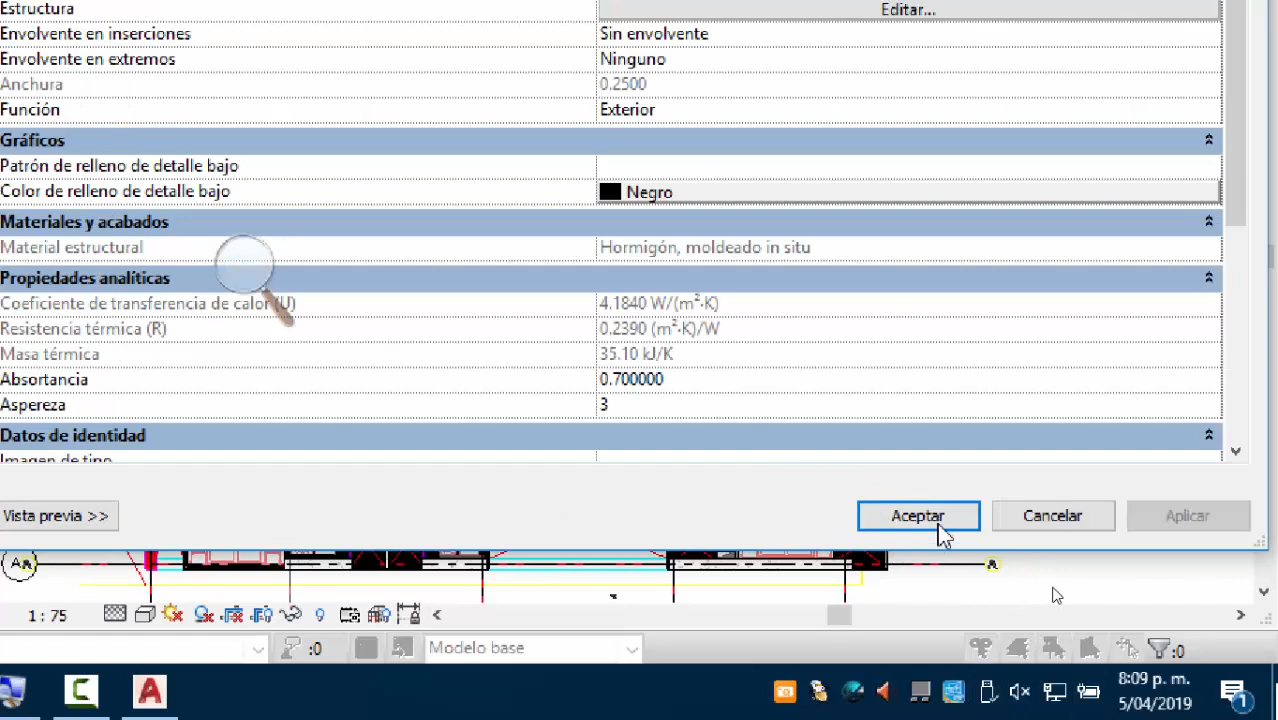 Estructura Editar...
Envolvente en inserciones Sin envolvente
Envolvente en extremos Ninguno
Anchura 0.2500
Función Exterior
Gráficos
Patrón de relleno de detalle bajo
Color de relleno de detalle bajo Negro
Materiales y acabados
Material estructural Hormigón, moldeado in situ
Propiedades analíticas
Coeficiente de transferencia de calor (U) 4.1840 W/(m²·K)
Resistencia térmica (R) 0.2390 (m²·K)/W
Masa térmica 35.10 kJ/K
Absortancia 0.700000
Aspereza 3
Datos de identidad
Imagen de tipo
Vista previa >> Aceptar Cancelar Aplicar
A A
1 : 75
:0 Modelo base :0
C A
8:09 p. m.
5/04/2019
1